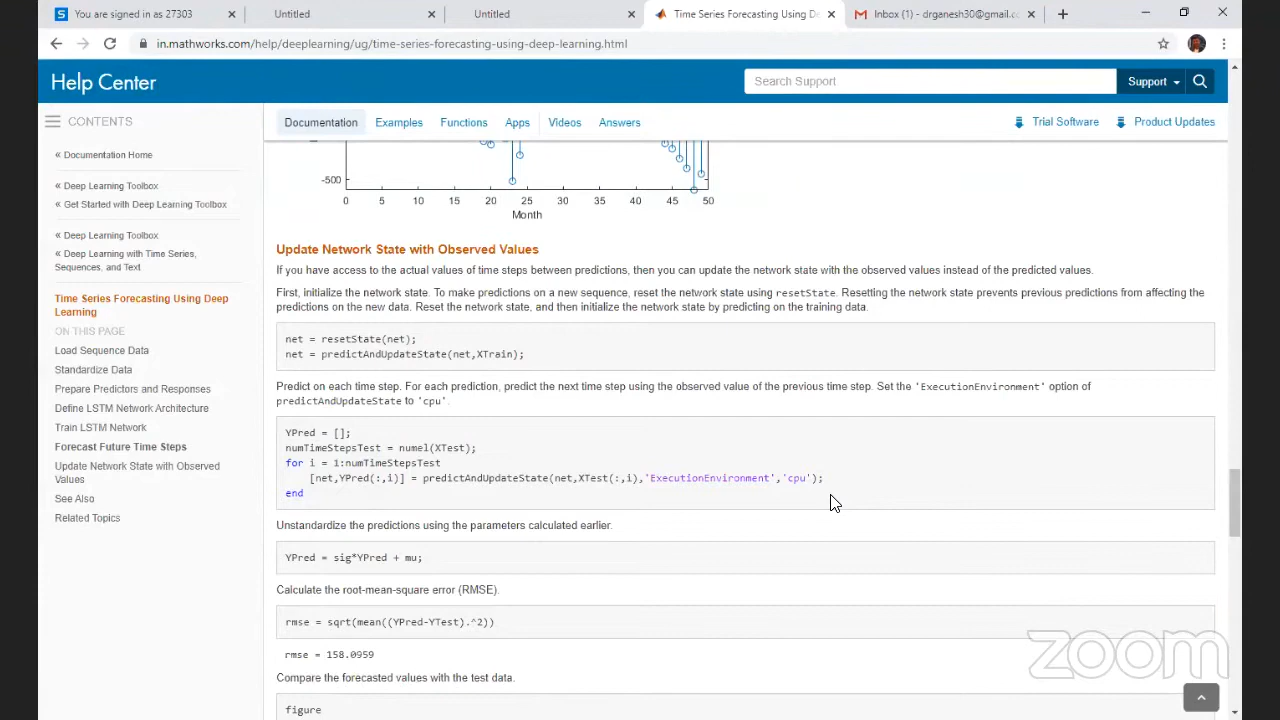 You are signed in as 27303
Untitled
Untitled
Time Series Forecasting Using De
Inbox (1) - drganesh30@gmail.co
in.mathworks.com/help/deeplearning/ug/time-series-forecasting-using-deep-learning.html
Help Center
Search Support
Support
CONTENTS
Documentation
Examples
Functions
Apps
Videos
Answers
Trial Software
Product Updates
« Documentation Home
« Deep Learning Toolbox
« Get Started with Deep Learning Toolbox
« Deep Learning Toolbox
« Deep Learning with Time Series,
Sequences, and Text
Time Series Forecasting Using Deep
Learning
ON THIS PAGE
Load Sequence Data
Standardize Data
Prepare Predictors and Responses
Define LSTM Network Architecture
Train LSTM Network
Forecast Future Time Steps
Update Network State with Observed
Values
See Also
Related Topics
-500
0 5 10 15 20 25 30 35 40 45 50
Month
Update Network State with Observed Values
If you have access to the actual values of time steps between predictions, then you can update the network state with the observed values instead of the predicted values.
First, initialize the network state. To make predictions on a new sequence, reset the network state using resetState. Resetting the network state prevents previous predictions from affecting the
predictions on the new data. Reset the network state, and then initialize the network state by predicting on the training data.
net = resetState(net);
net = predictAndUpdateState(net,XTrain);
Predict on each time step. For each prediction, predict the next time step using the observed value of the previous time step. Set the 'ExecutionEnvironment' option of
predictAndUpdateState to 'cpu'.
YPred = [];
numTimeStepsTest = numel(XTest);
for i = 1:numTimeStepsTest
[net,YPred(:,i)] = predictAndUpdateState(net,XTest(:,i),'ExecutionEnvironment','cpu');
end
Unstandardize the predictions using the parameters calculated earlier.
YPred = sig*YPred + mu;
Calculate the root-mean-square error (RMSE).
rmse = sqrt(mean((YPred-YTest).^2))
rmse = 158.0959
Compare the forecasted values with the test data.
figure
zoom